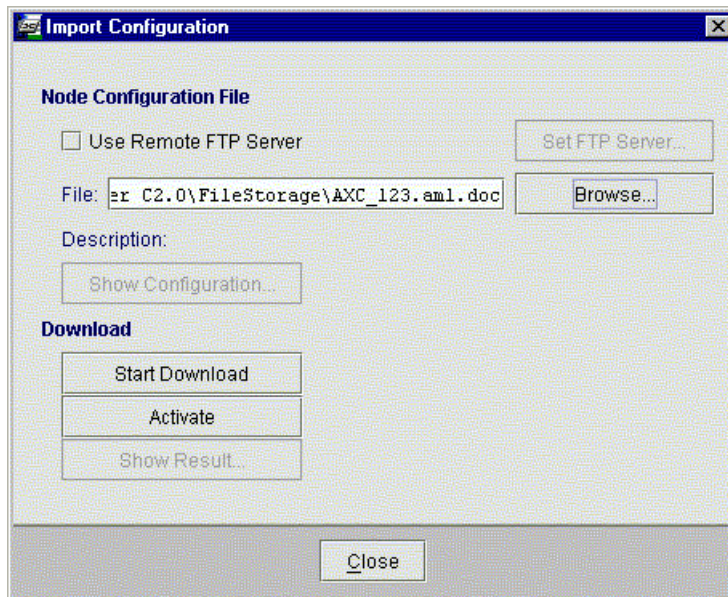 Import Configuration
Node Configuration File
Use Remote FTP Server
Set FTP Server...
File: er C2.0\FileStorage\AXC_123.aml.doc
Browse...
Description:
Show Configuration...
Download
Start Download
Activate
Show Result...
Close